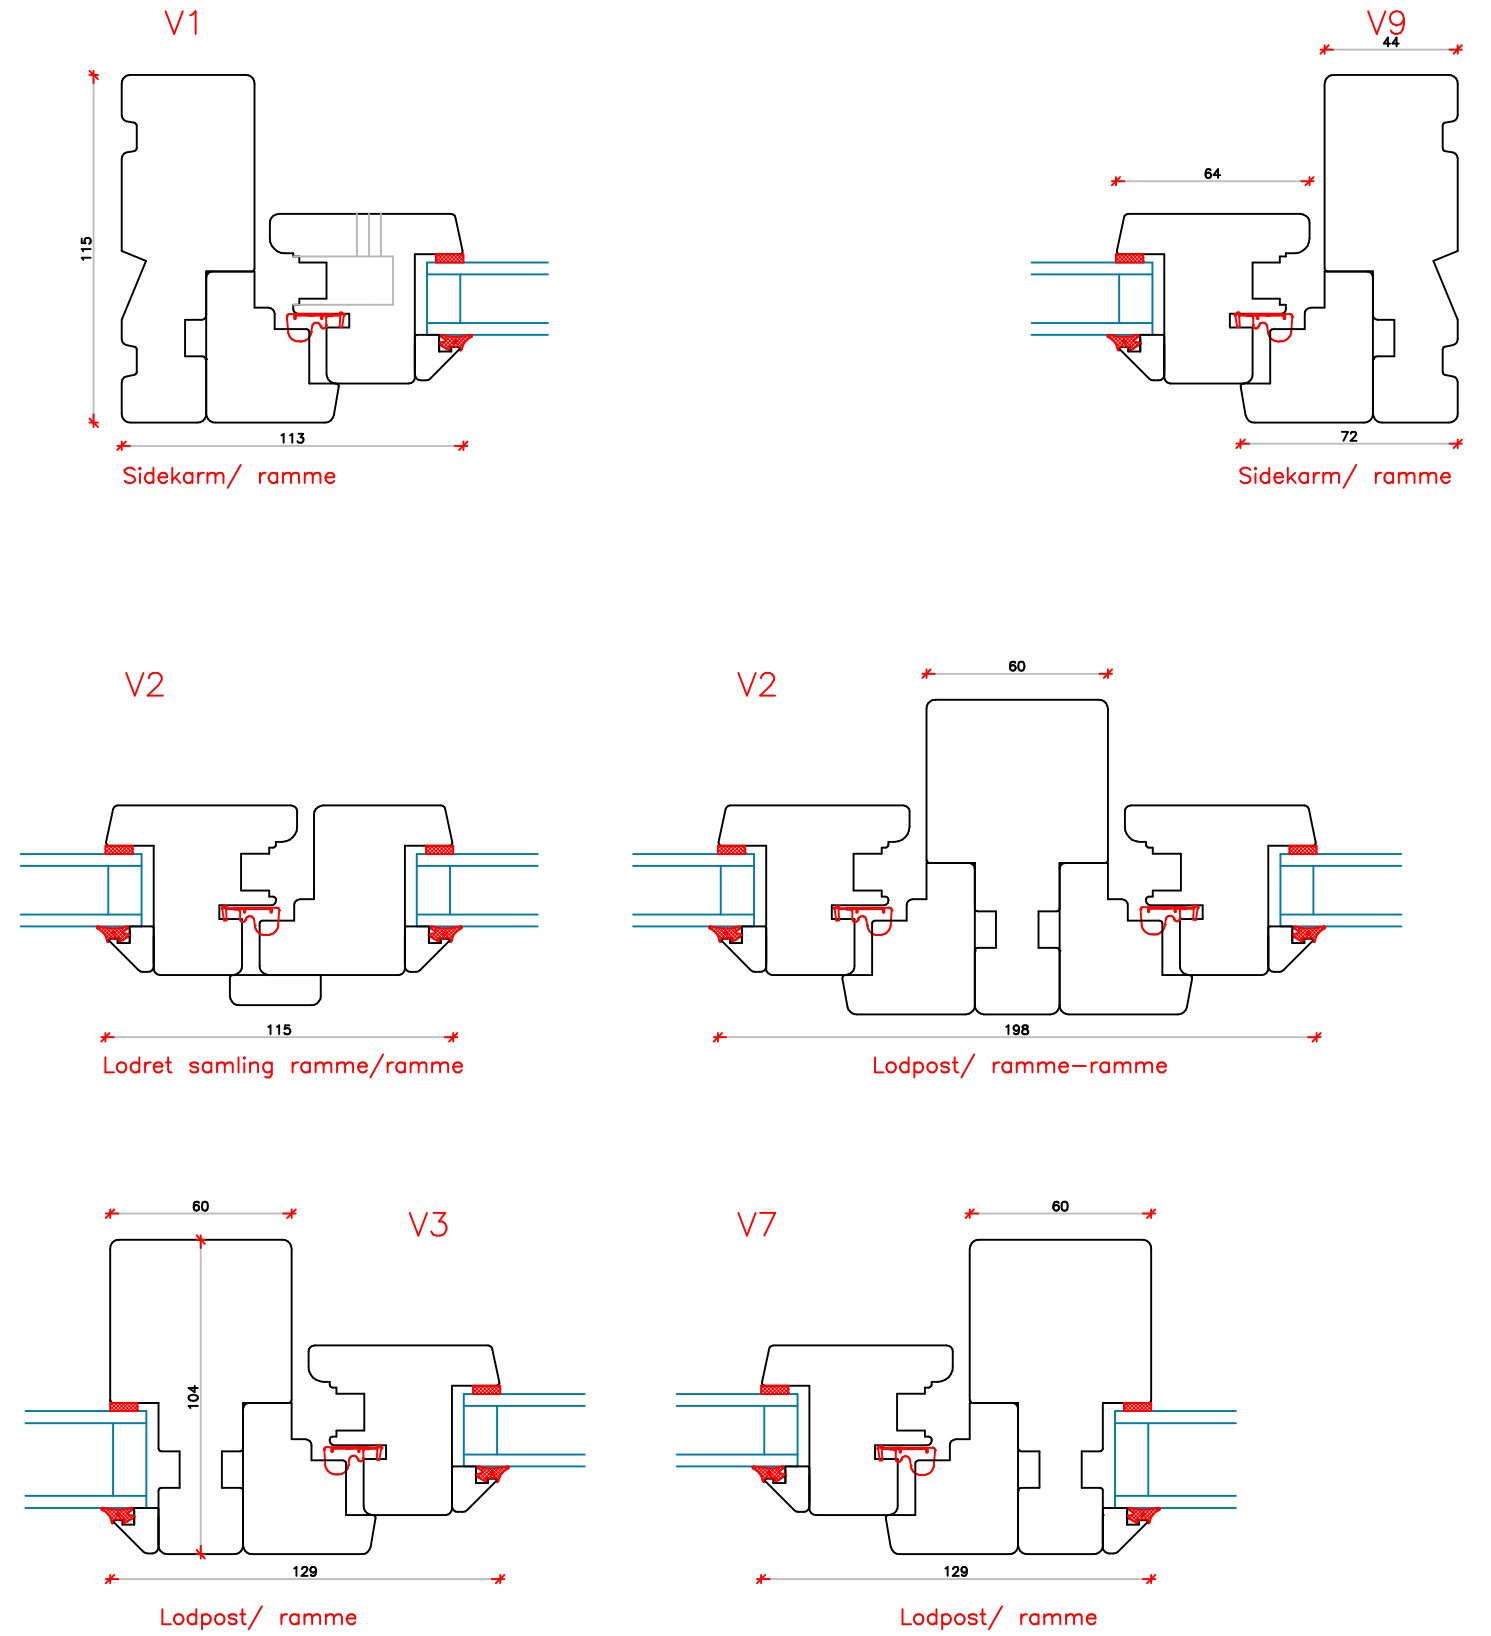 V1
V9
44
64
115
113
72
Sidekarm/ ramme
Sidekarm/ ramme
V2
V2
60
115
198
Lodret samling ramme/ramme
Lodpost/ ramme-ramme
60
V3
V7
60
104
129
129
Lodpost/ ramme
Lodpost/ ramme